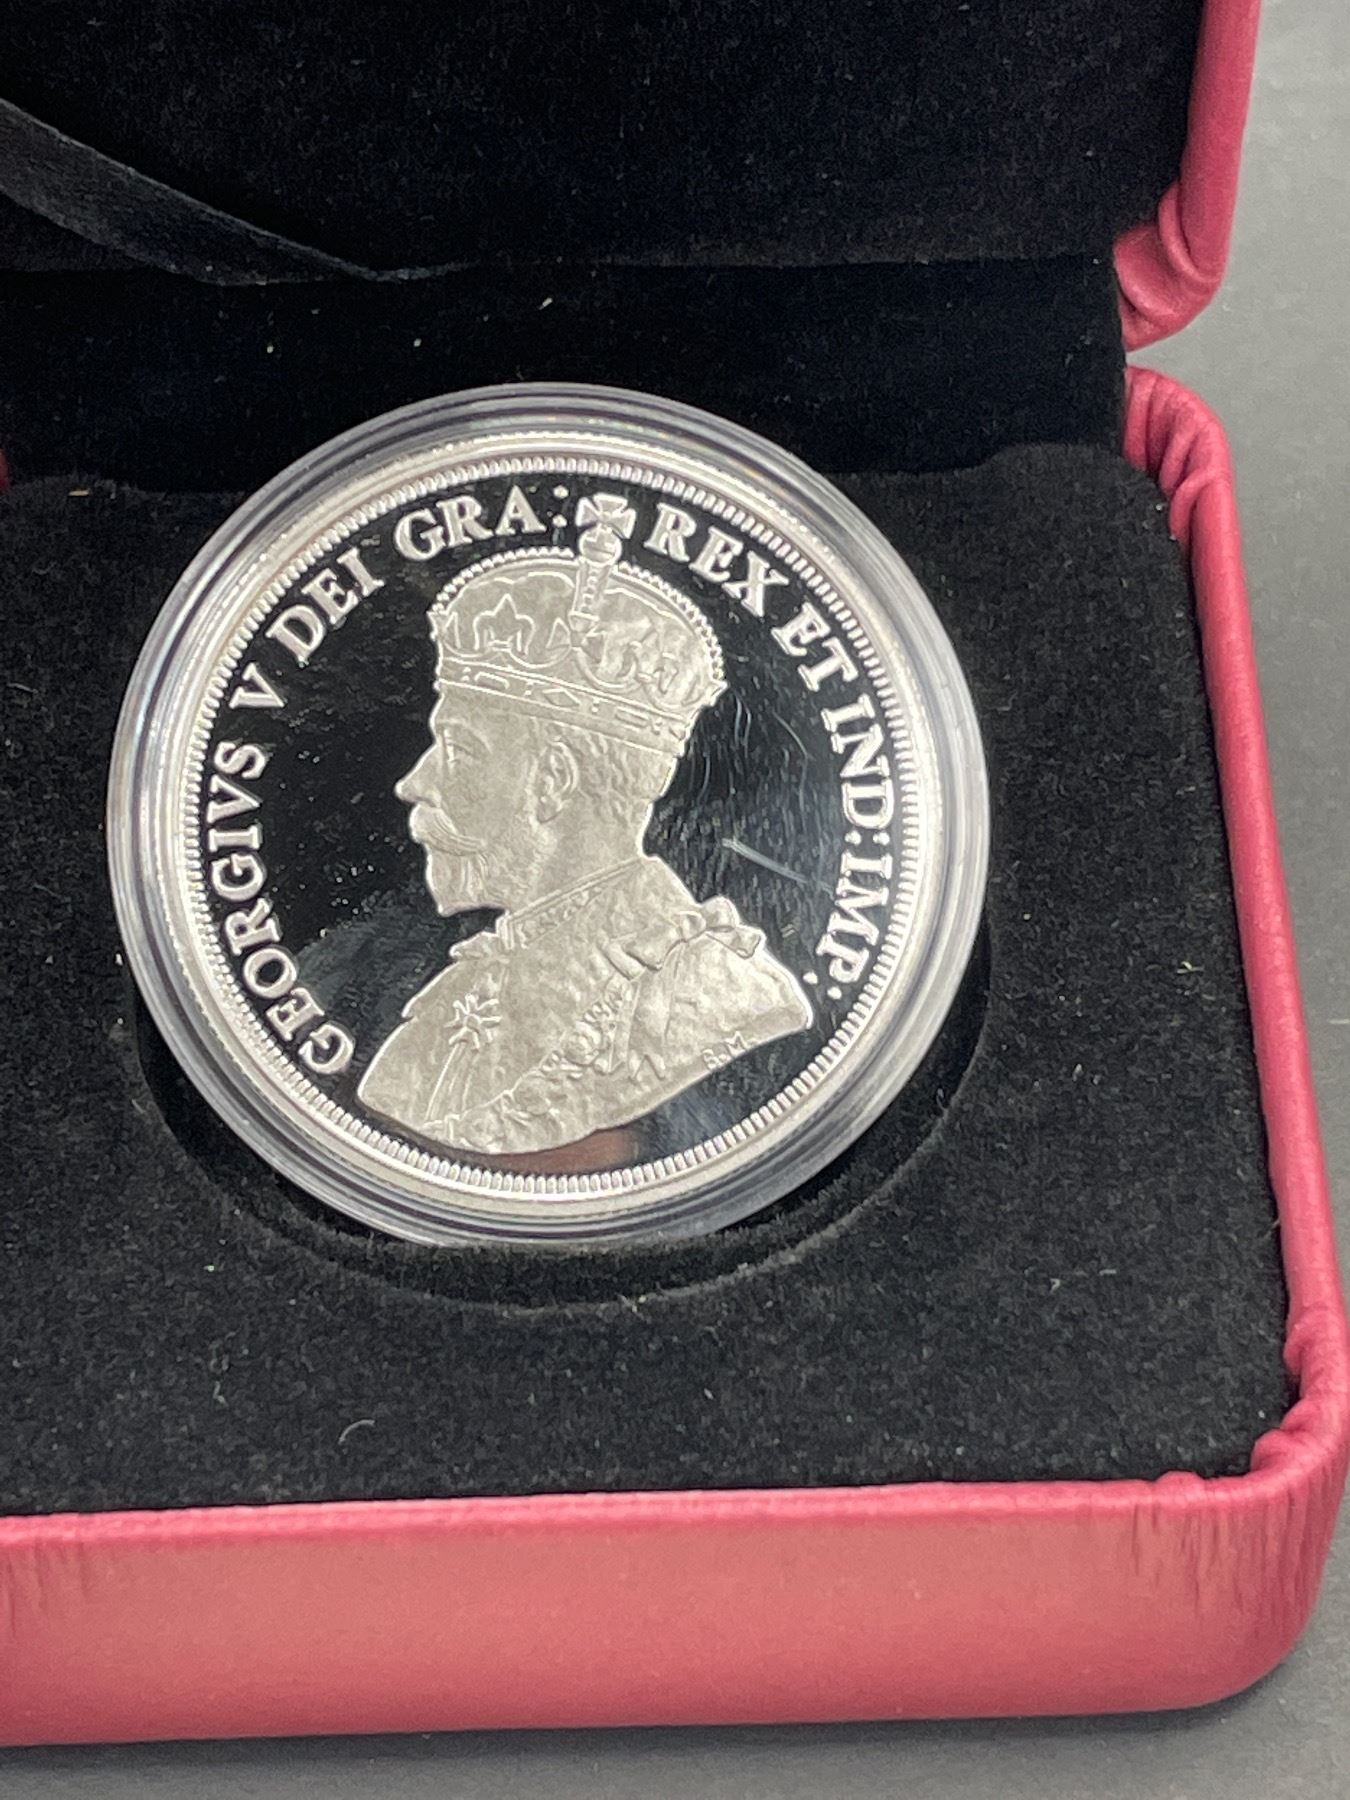 GEORGIVS V DEI GRA: REX ET IND:IMP:
B.M.